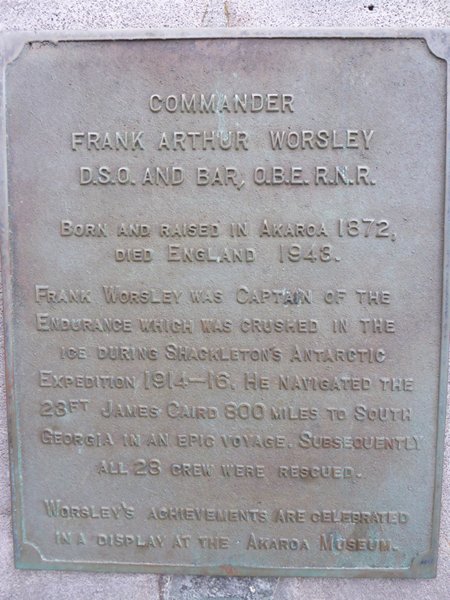 COMMANDER
FRANK ARTHUR WORSLEY
D.S.O. AND BAR, O.B.E. R.N.R.
BORN AND RAISED IN AKAROA 1872,
DIED ENGLAND 1943.
FRANK WORSLEY WAS CAPTAIN OF THE
ENDURANCE WHICH WAS CRUSHED IN THE
ICE DURING SHACKLETON'S ANTARCTIC
EXPEDITION 1914-16. HE NAVIGATED THE
23FT JAMES CAIRD 800 MILES TO SOUTH
GEORGIA IN AN EPIC VOYAGE. SUBSEQUENTLY
ALL 28 CREW WERE RESCUED.
WORSLEY'S ACHIEVEMENTS ARE CELEBRATED
IN A DISPLAY AT THE AKAROA MUSEUM.